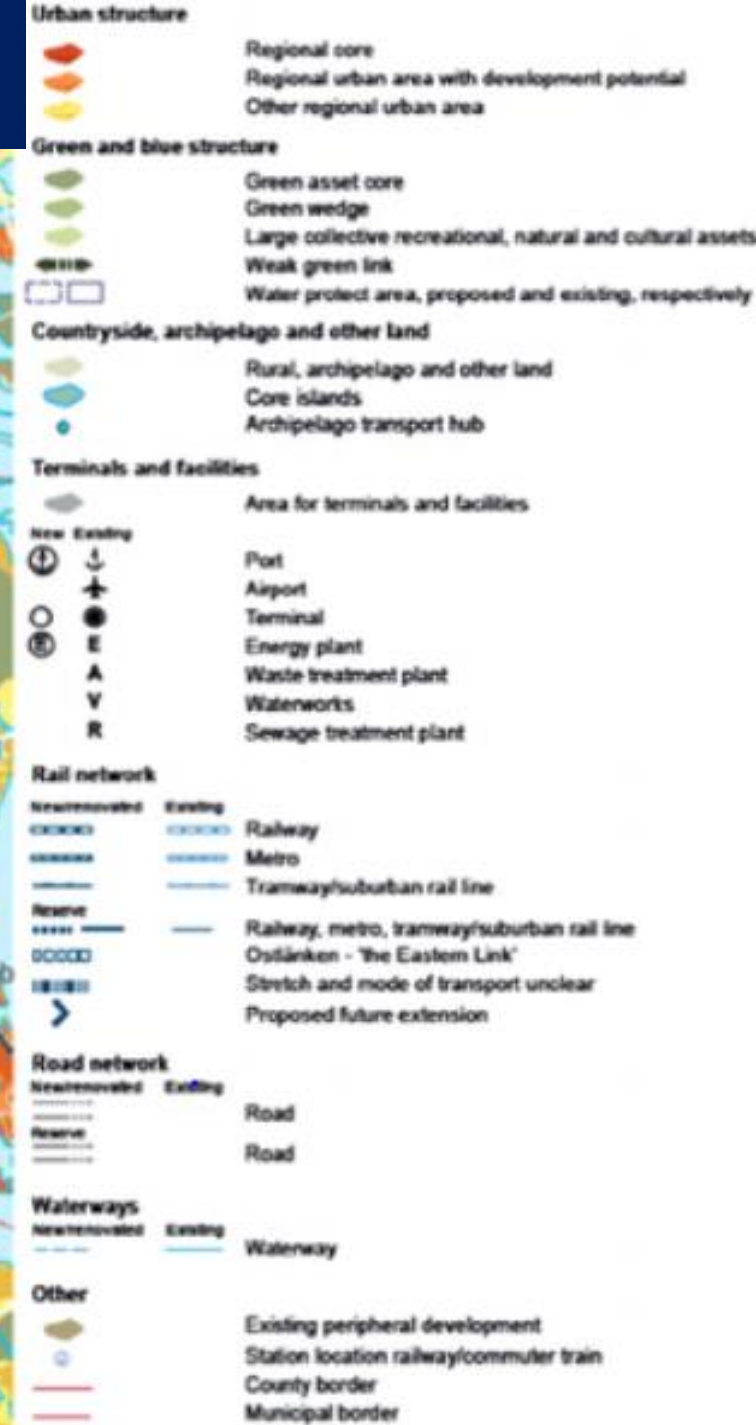 Urban structure
Regional core
Regional urban area with development potential
Other regional urban area
Green and blue structure
Green asset core
Green wedge
Large collective recreational, natural and cultural assets
Weak green link
Water protect area, proposed and existing, respectively
Countryside, archipelago and other land
Rural, archipelago and other land
Core islands
Archipelago transport hub
Terminals and facilities
Area for terminals and facilities
New Existing
Port
Airport
Terminal
E E Energy plant
A Waste treatment plant
V Waterworks
R Sewage treatment plant
Rail network
New/renovated Existing
Railway
Metro
Tramway/suburban rail line
Reserve
Railway, metro, tramway/suburban rail line
Ostlänken - 'the Eastern Link'
Stretch and mode of transport unclear
Proposed future extension
Road network
New/renovated Existing
Road
Reserve
Road
Waterways
New/renovated Existing
Waterway
Other
Existing peripheral development
Station location railway/commuter train
County border
Municipal border